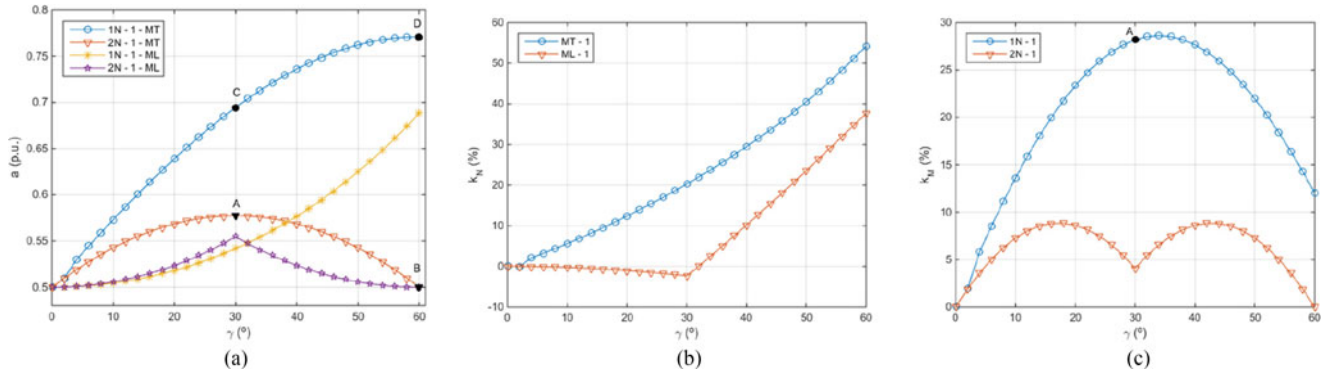 1N - 1 - MT
2N - 1 - MT
1N - 1 - ML
2N - 1 - ML
D
C
A
B
0.8
0.75
0.7
0.65
0.6
0.55
0.5
a (p.u.)
0 10 20 30 40 50 60
γ (º)
(a)
MT - 1
ML - 1
60
50
40
30
20
10
0
-10
k_N (%)
0 10 20 30 40 50 60
γ (º)
(b)
1N - 1
2N - 1
A
30
25
20
15
10
5
0
k_M (%)
0 10 20 30 40 50 60
γ (º)
(c)